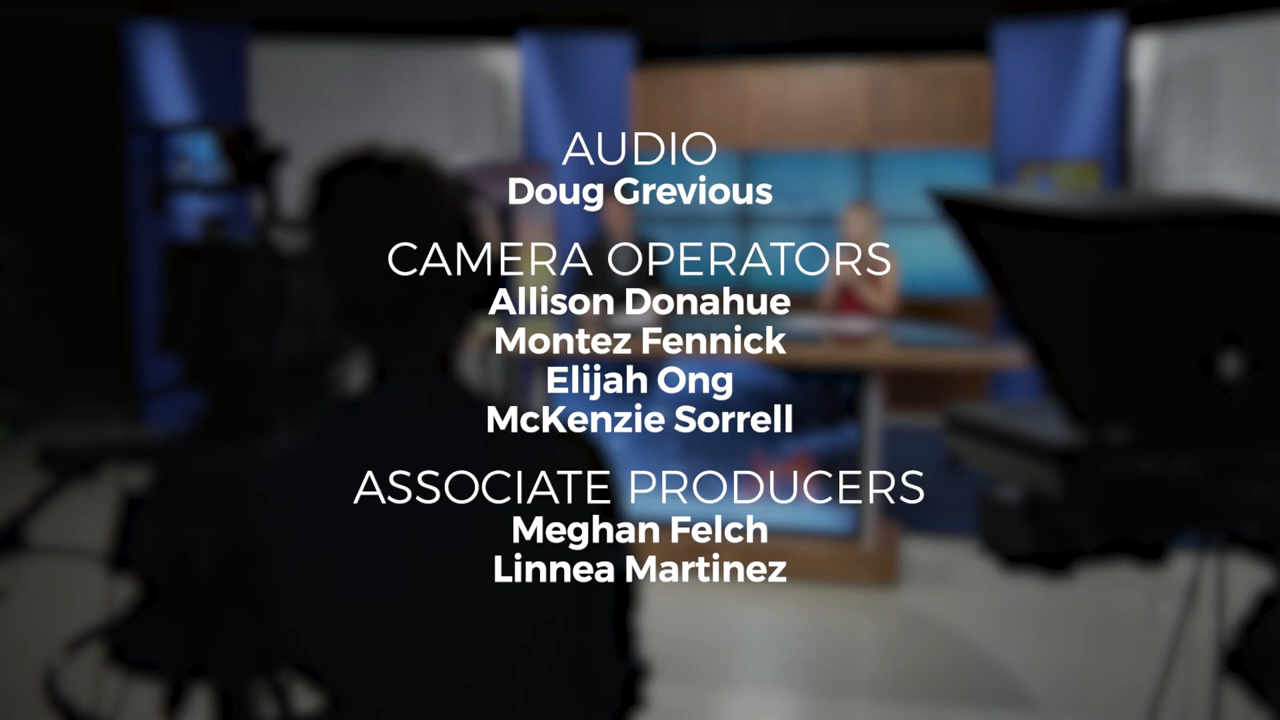 AUDIO
Doug Grevious
CAMERA OPERATORS
Allison Donahue
Montez Fennick
Elijah Ong
McKenzie Sorrell
ASSOCIATE PRODUCERS
Meghan Felch
Linnea Martinez